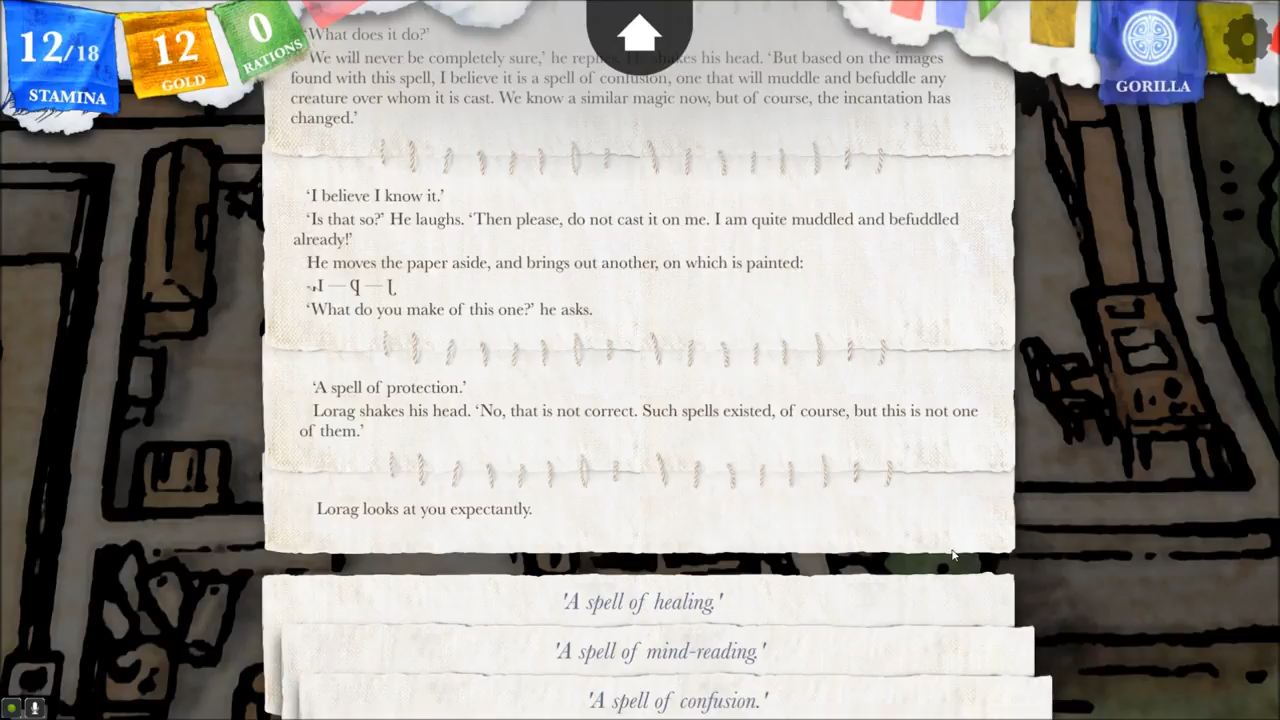 12/18
STAMINA
12
GOLD
0
RATIONS
GORILLA
'What does it do?'
'We will never be completely sure,' he replies. He shakes his head. 'But based on the images
found with this spell, I believe it is a spell of confusion, one that will muddle and befuddle any
creature over whom it is cast. We know a similar magic now, but of course, the incantation has
changed.'
'I believe I know it.'
'Is that so?' He laughs. 'Then please, do not cast it on me. I am quite muddled and befuddled
already!'
He moves the paper aside, and brings out another, on which is painted:
'What do you make of this one?' he asks.
'A spell of protection.'
Lorag shakes his head. 'No, that is not correct. Such spells existed, of course, but this is not one
of them.'
Lorag looks at you expectantly.
'A spell of healing.'
'A spell of mind-reading.'
'A spell of confusion.'